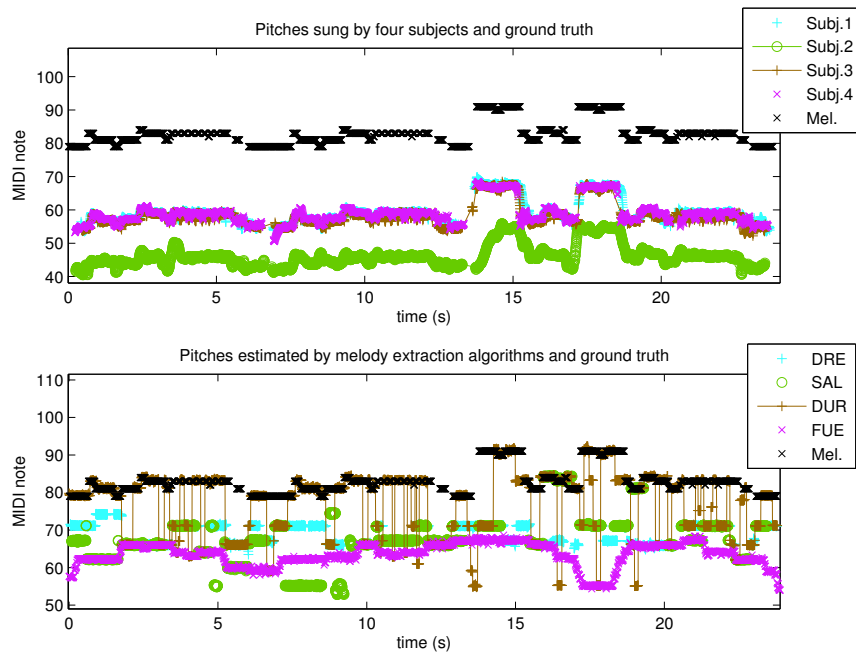 Pitches sung by four subjects and ground truth
Subj.1
Subj.2
Subj.3
Subj.4
Mel.
MIDI note
100
90
80
70
60
50
40
0
5
10
15
20
time (s)
Pitches estimated by melody extraction algorithms and ground truth
DRE
SAL
DUR
FUE
Mel.
MIDI note
110
100
90
80
70
60
50
0
5
10
15
20
time (s)